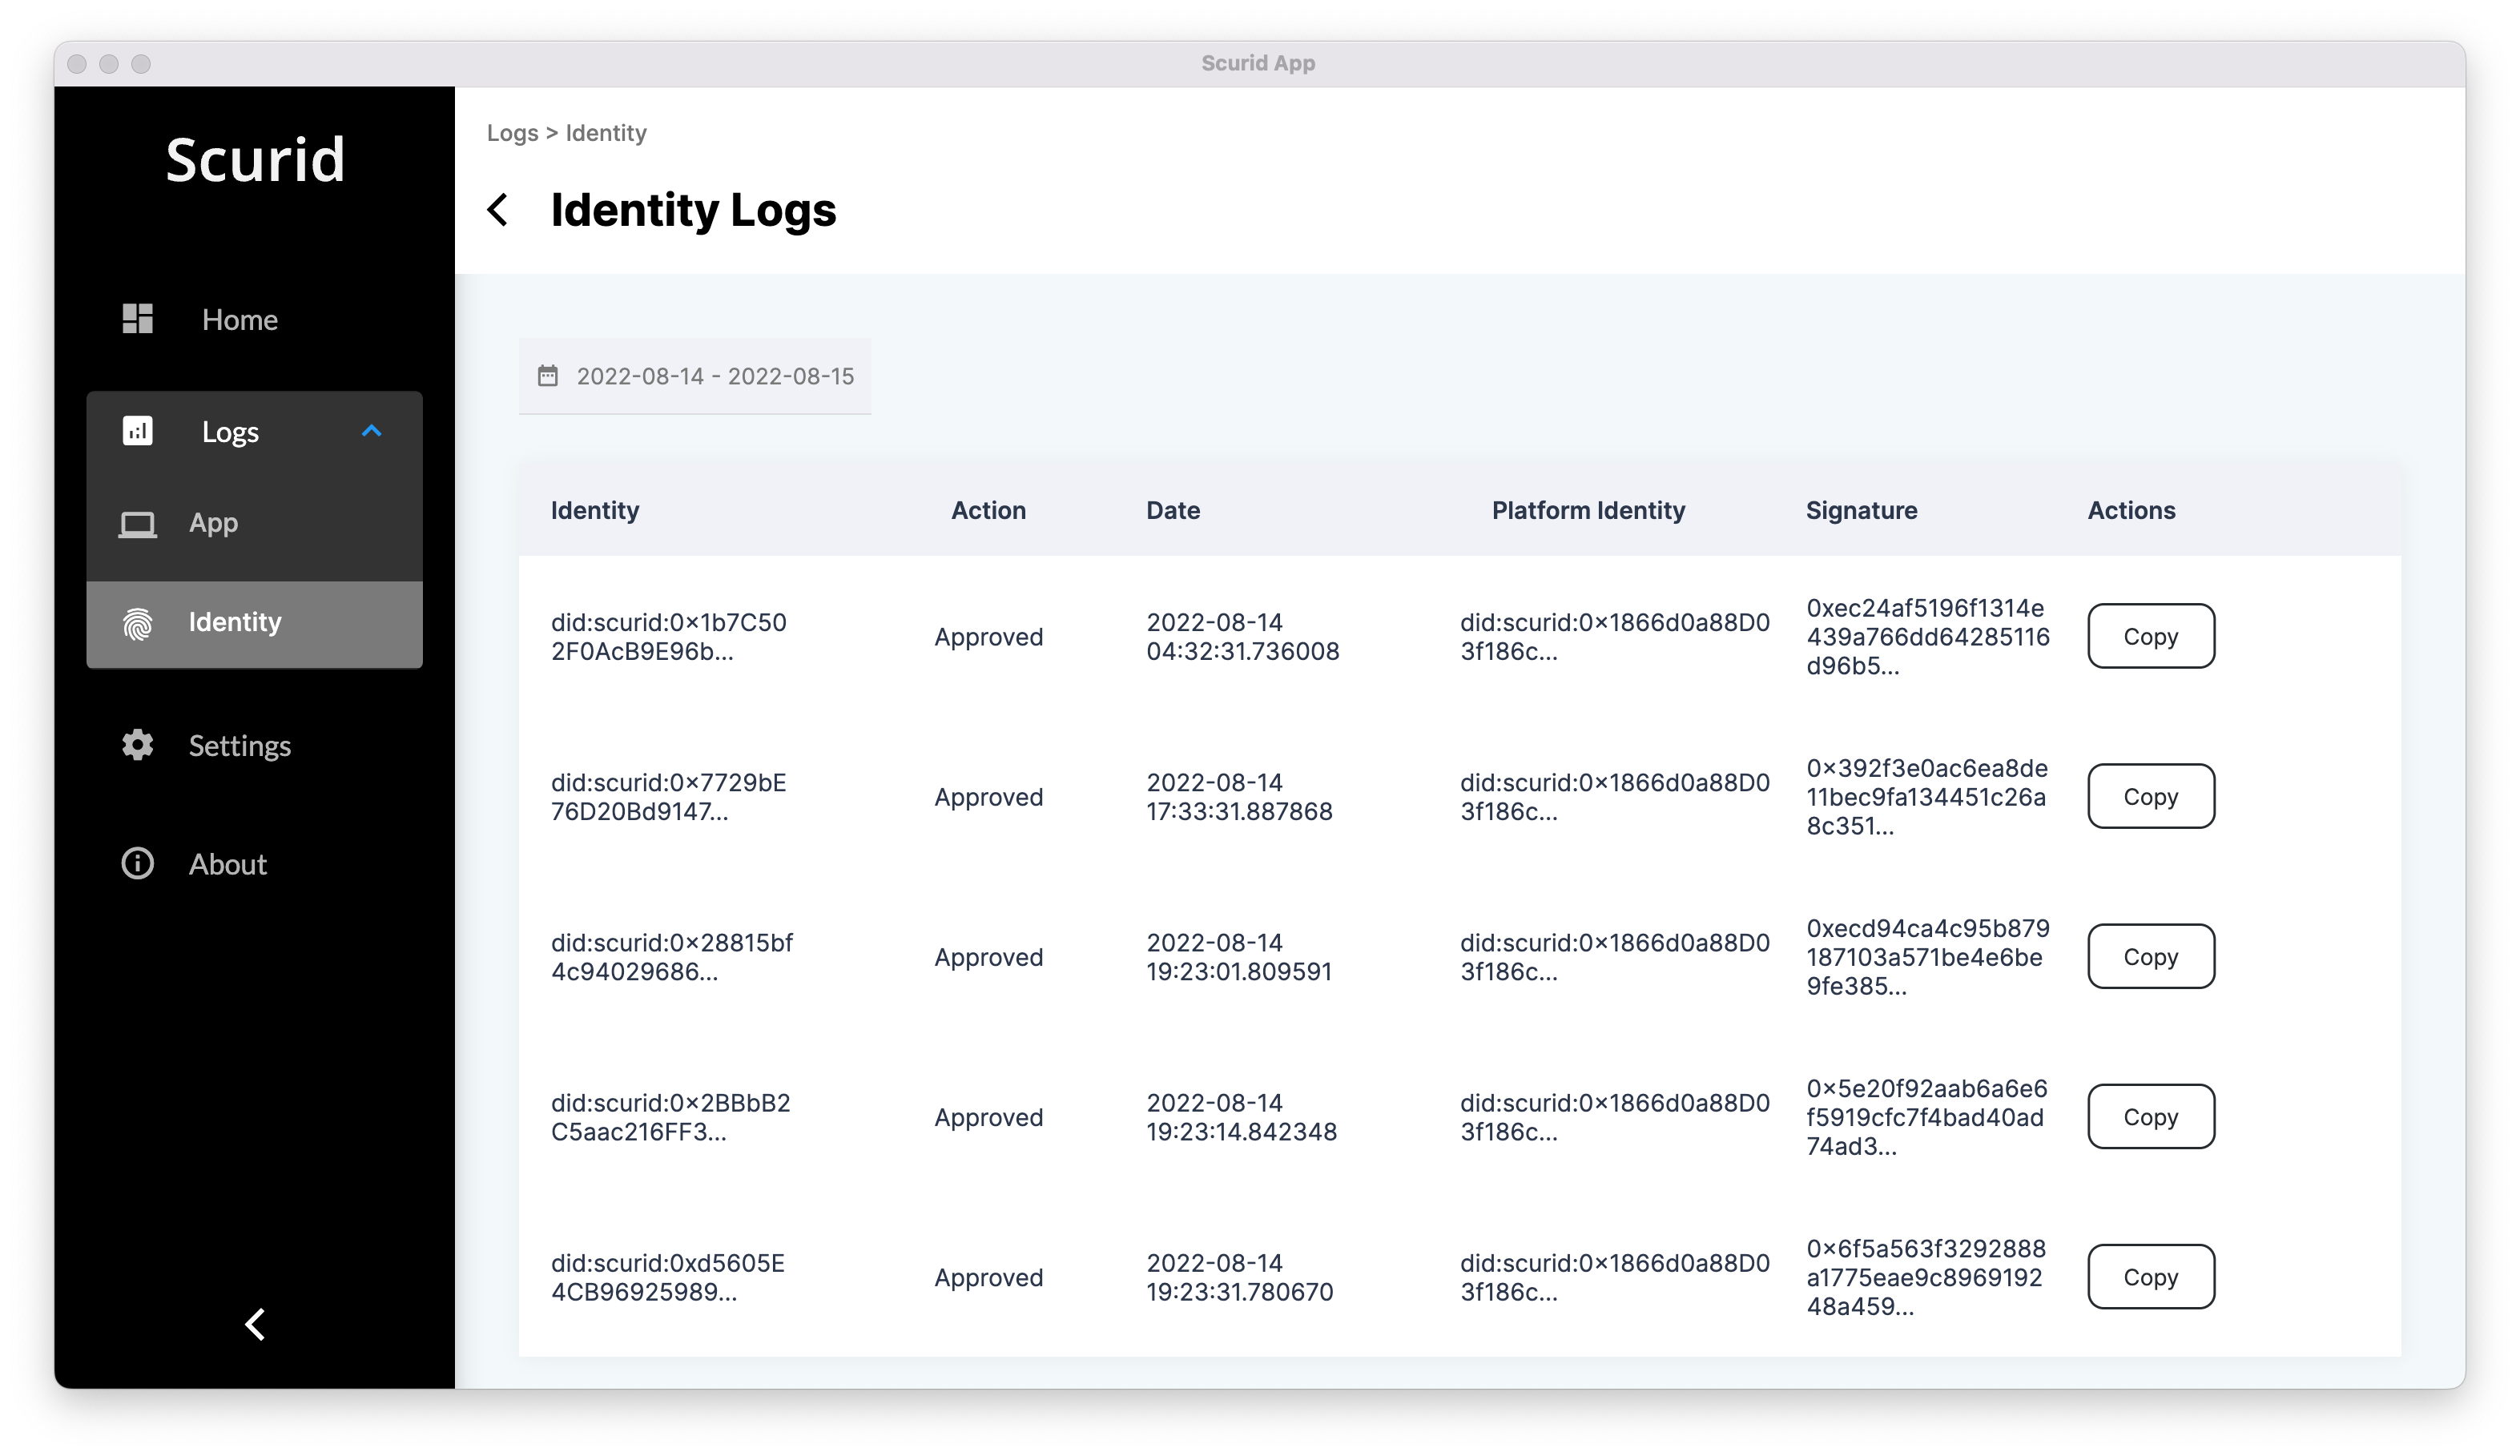 Scurid App
Scurid
Home
Logs
App
Identity
Settings
About
Logs > Identity
Identity Logs
2022-08-14 - 2022-08-15
Identity Action Date Platform Identity Signature Actions
did:scurid:0×1b7C50
2F0AcB9E96b...
Approved
2022-08-14
04:32:31.736008
did:scurid:0×1866d0a88D0
3f186c...
0xec24af5196f1314e
439a766dd64285116
d96b5...
Copy
did:scurid:0×7729bE
76D20Bd9147...
Approved
2022-08-14
17:33:31.887868
did:scurid:0×1866d0a88D0
3f186c...
0×392f3e0ac6ea8de
11bec9fa134451c26a
8c351...
Copy
did:scurid:0×28815bf
4c94029686...
Approved
2022-08-14
19:23:01.809591
did:scurid:0×1866d0a88D0
3f186c...
0xecd94ca4c95b879
187103a571be4e6be
9fe385...
Copy
did:scurid:0×2BBbB2
C5aac216FF3...
Approved
2022-08-14
19:23:14.842348
did:scurid:0×1866d0a88D0
3f186c...
0×5e20f92aab6a6e6
f5919cfc7f4bad40ad
74ad3...
Copy
did:scurid:0xd5605E
4CB96925989...
Approved
2022-08-14
19:23:31.780670
did:scurid:0×1866d0a88D0
3f186c...
0×6f5a563f3292888
a1775eae9c8969192
48a459...
Copy